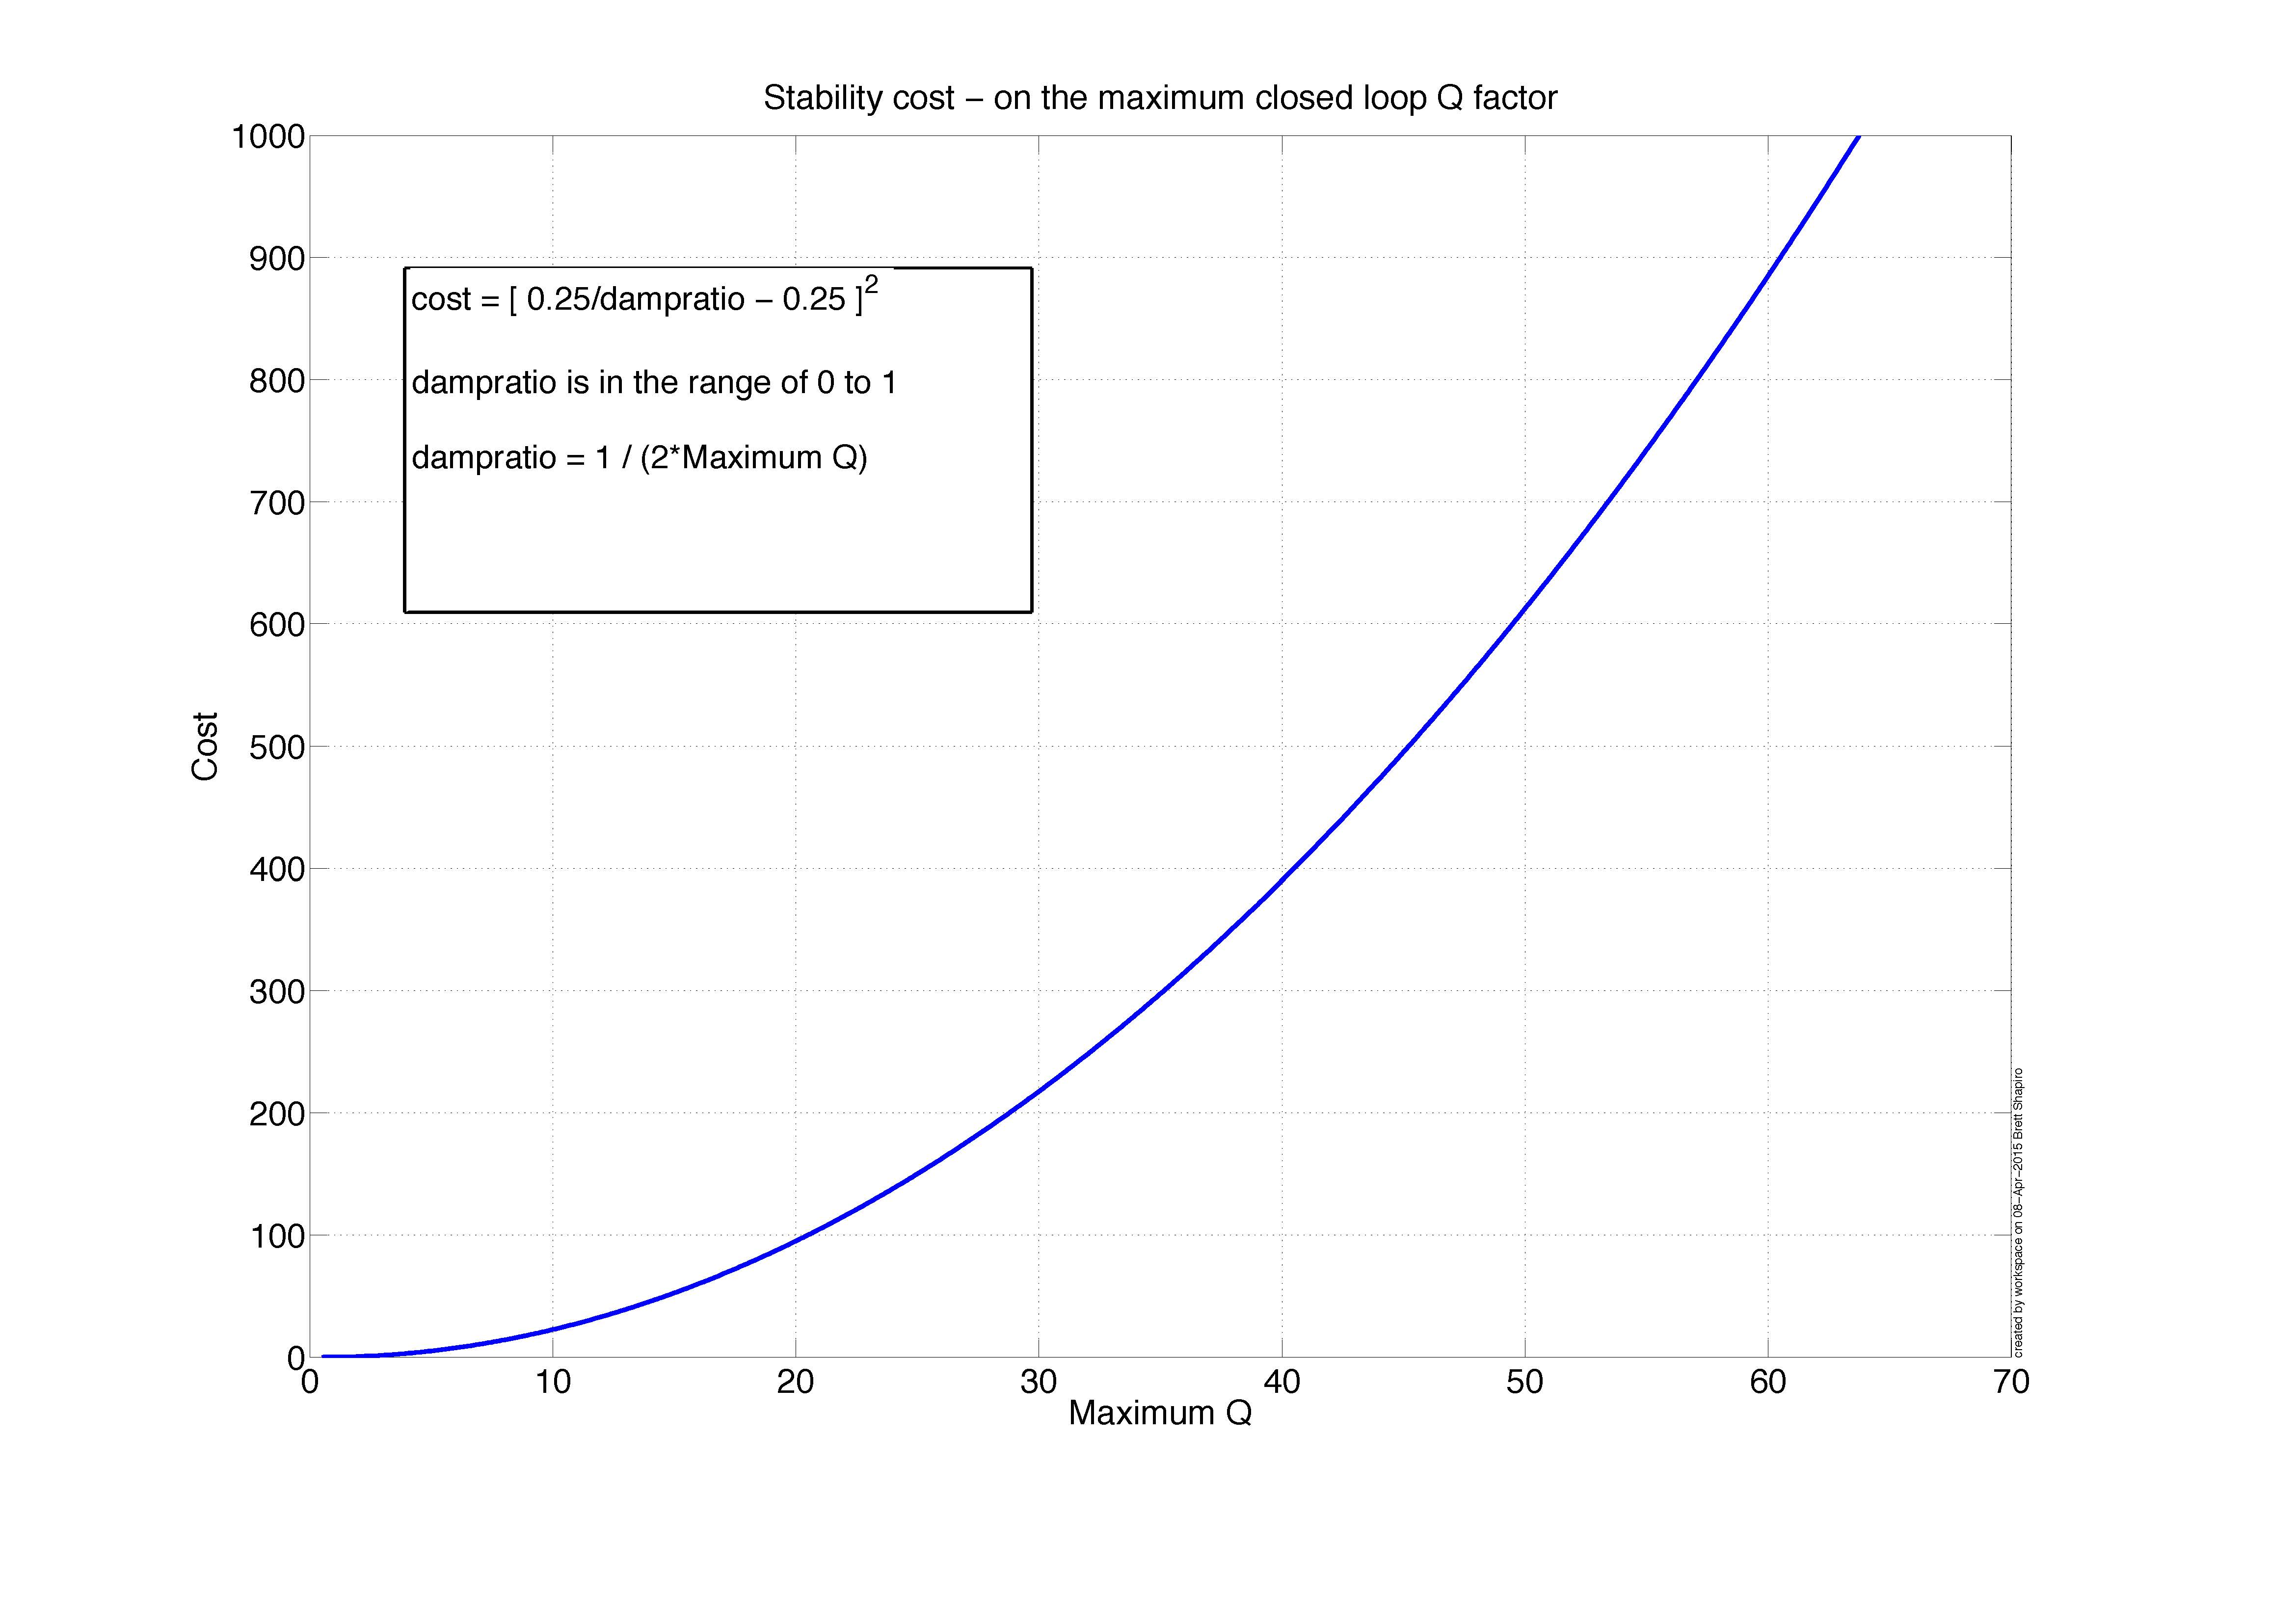 Stability cost – on the maximum closed loop Q factor
1000
900
800
700
600
500
400
300
200
100
0
cost = [ 0.25/dampratio – 0.25 ]²
dampratio is in the range of 0 to 1
dampratio = 1 / (2*Maximum Q)
Cost
0 10 20 30 40 50 60 70
Maximum Q
created by workspace on 08–Apr–2015 Brett Shapiro